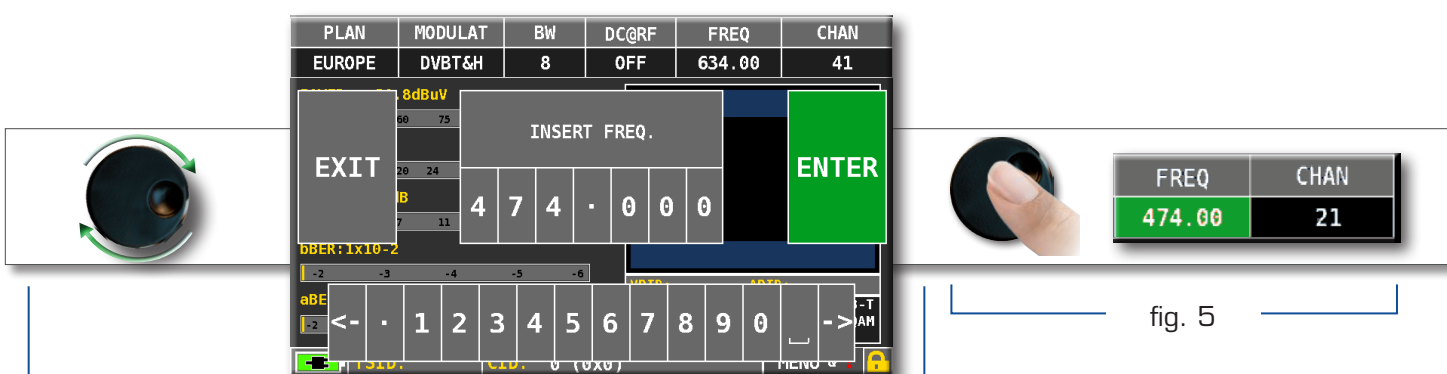 PLAN MODULAT BW DC@RF FREQ CHAN
EUROPE DVBT&H 8 OFF 634.00 41
.8dBuV
60 75
INSERT FREQ.
EXIT
ENTER
20 24
4 7 4 . 0 0 0
11
bBER:1x10-2
-2 -3 -4 -5 -6
aBE
-2
<- . 1 2 3 4 5 6 7 8 9 0 ->
-T
AM
0 (0x0)
MENU
FREQ CHAN
474.00 21
fig. 5